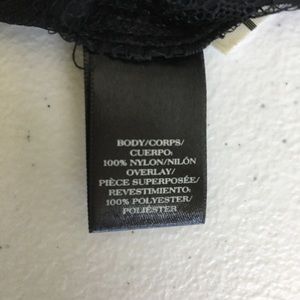 BODY/CORPS/
CUERPO:
100% NYLON/NILÓN
OVERLAY/
PIÈCE SUPERPOSÉE/
REVESTIMIENTO:
100% POLYESTER/
POLIÉSTER